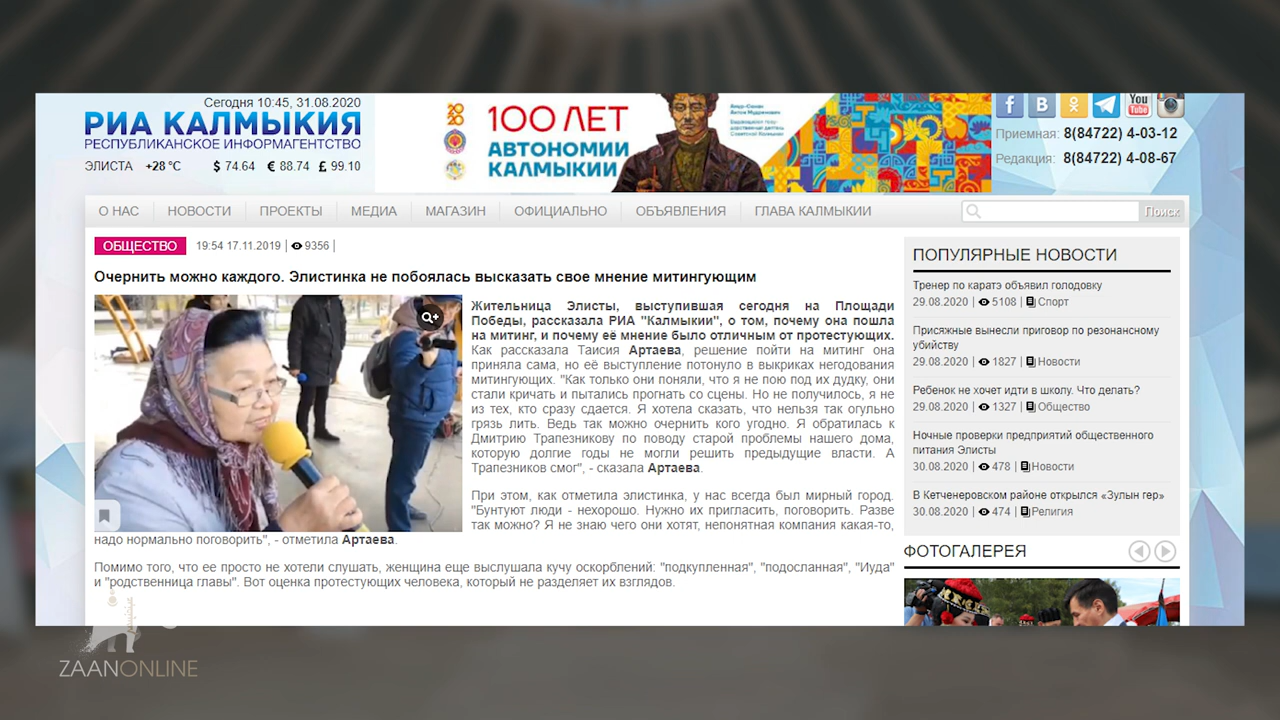 Сегодня 10:45, 31.08.2020
РИА КАЛМЫКИЯ
РЕСПУБЛИКАНСКОЕ ИНФОРМАГЕНТСТВО
ЭЛИСТА +28 °C $ 74.64 € 88.74 £ 99.10
100 ЛЕТ
АВТОНОМИИ
КАЛМЫКИИ
You
Tube
Приемная: 8(84722) 4-03-12
Редакция: 8(84722) 4-08-67
О НАС НОВОСТИ ПРОЕКТЫ МЕДИА МАГАЗИН ОФИЦИАЛЬНО ОБЪЯВЛЕНИЯ ГЛАВА КАЛМЫКИИ Поиск
ОБЩЕСТВО 19:54 17.11.2019 | 9356 |
Очернить можно каждого. Элистинка не побоялась высказать свое мнение митингующим
Жительница Элисты, выступившая сегодня на Площади
Победы, рассказала РИА "Калмыкии", о том, почему она пошла
на митинг, и почему её мнение было отличным от протестующих.
Как рассказала Таисия Артаева, решение пойти на митинг она
приняла сама, но её выступление потонуло в выкриках негодования
митингующих. "Как только они поняли, что я не пою под их дудку, они
стали кричать и пытались прогнать со сцены. Но не получилось, я не
из тех, кто сразу сдается. Я хотела сказать, что нельзя так огульно
грязь лить. Ведь так можно очернить кого угодно. Я обратилась к
Дмитрию Трапезникову по поводу старой проблемы нашего дома,
которую долгие годы не могли решить предыдущие власти. А
Трапезников смог", - сказала Артаева.
При этом, как отметила элистинка, у нас всегда был мирный город.
"Бунтуют люди - нехорошо. Нужно их пригласить, поговорить. Разве
так можно? Я не знаю чего они хотят, непонятная компания какая-то,
надо нормально поговорить", - отметила Артаева.
Помимо того, что ее просто не хотели слушать, женщина еще выслушала кучу оскорблений: "подкупленная", "подосланная", "Иуда"
и "родственница главы". Вот оценка протестующих человека, который не разделяет их взглядов.
ПОПУЛЯРНЫЕ НОВОСТИ
Тренер по каратэ объявил голодовку
29.08.2020 | 5108 | Спорт
Присяжные вынесли приговор по резонансному
убийству
29.08.2020 | 1827 | Новости
Ребенок не хочет идти в школу. Что делать?
29.08.2020 | 1327 | Общество
Ночные проверки предприятий общественного
питания Элисты
30.08.2020 | 478 | Новости
В Кетченеровском районе открылся «Зулын гер»
30.08.2020 | 474 | Религия
ФОТОГАЛЕРЕЯ
ZAANONLINE